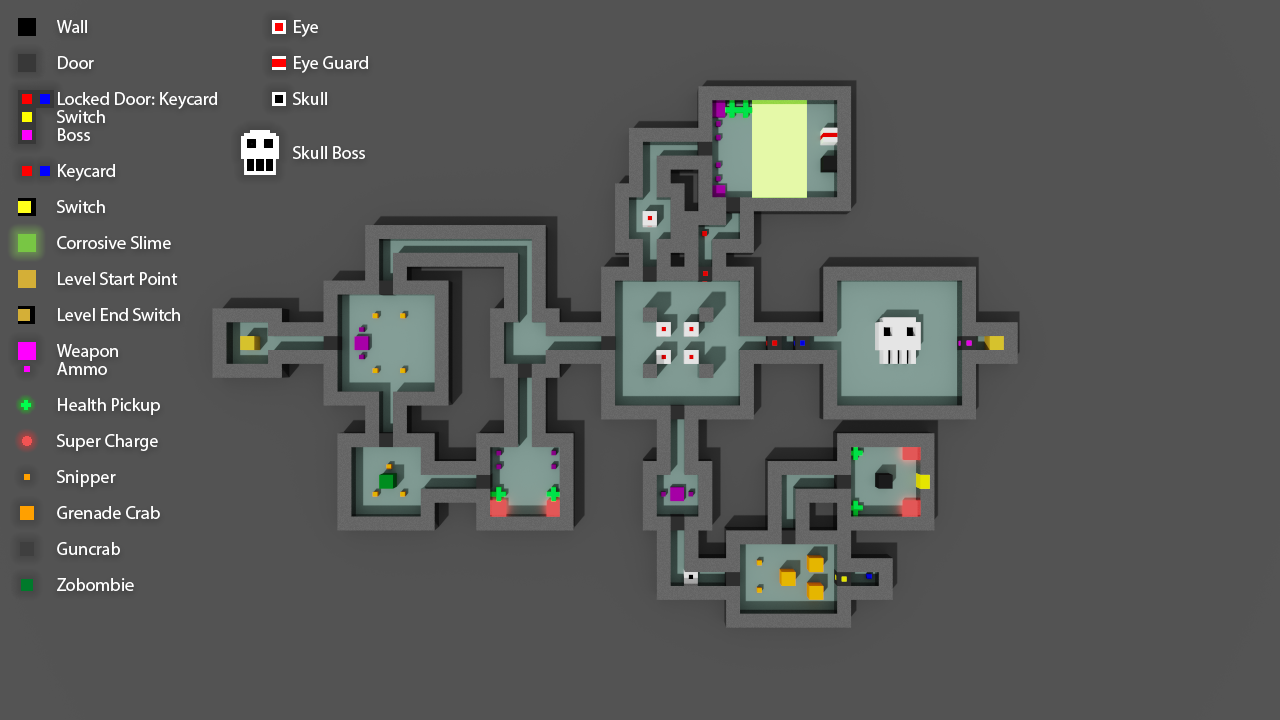 Wall
Door
Locked Door: Keycard
Switch
Boss
Keycard
Switch
Corrosive Slime
Level Start Point
Level End Switch
Weapon
Ammo
Health Pickup
Super Charge
Snipper
Grenade Crab
Guncrab
Zobombie
Eye
Eye Guard
Skull
Skull Boss